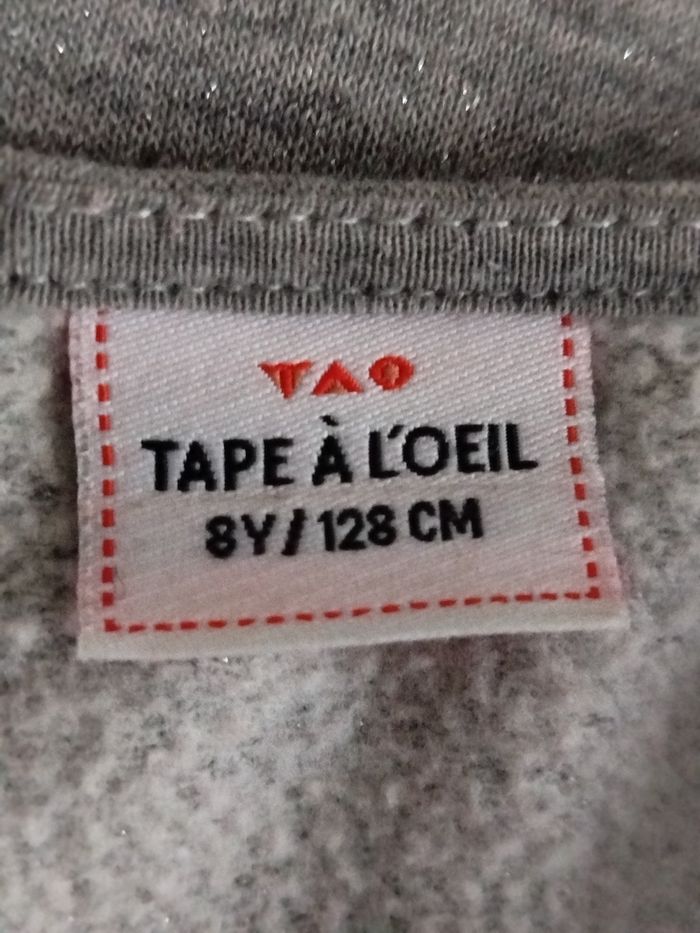 TAO
TAPE À L'OEIL
8Y/128 CM